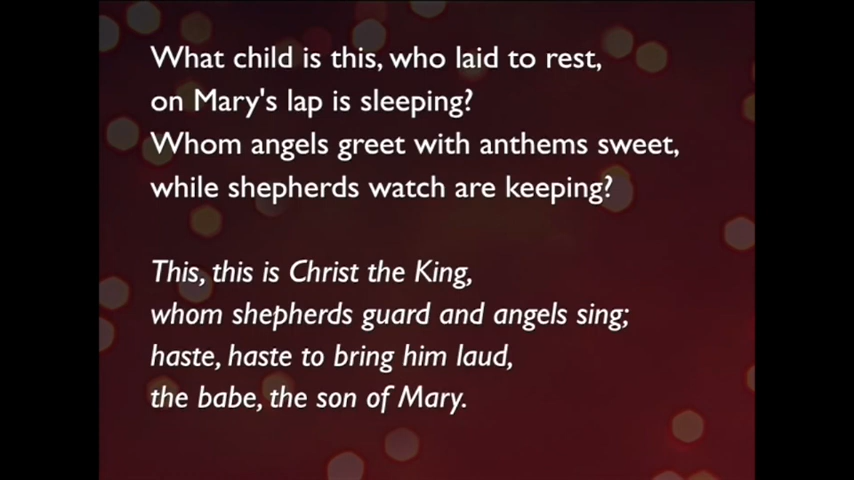 What child is this, who laid to rest,
on Mary's lap is sleeping?
Whom angels greet with anthems sweet,
while shepherds watch are keeping?
This, this is Christ the King,
whom shepherds guard and angels sing;
haste, haste to bring him laud,
the babe, the son of Mary.